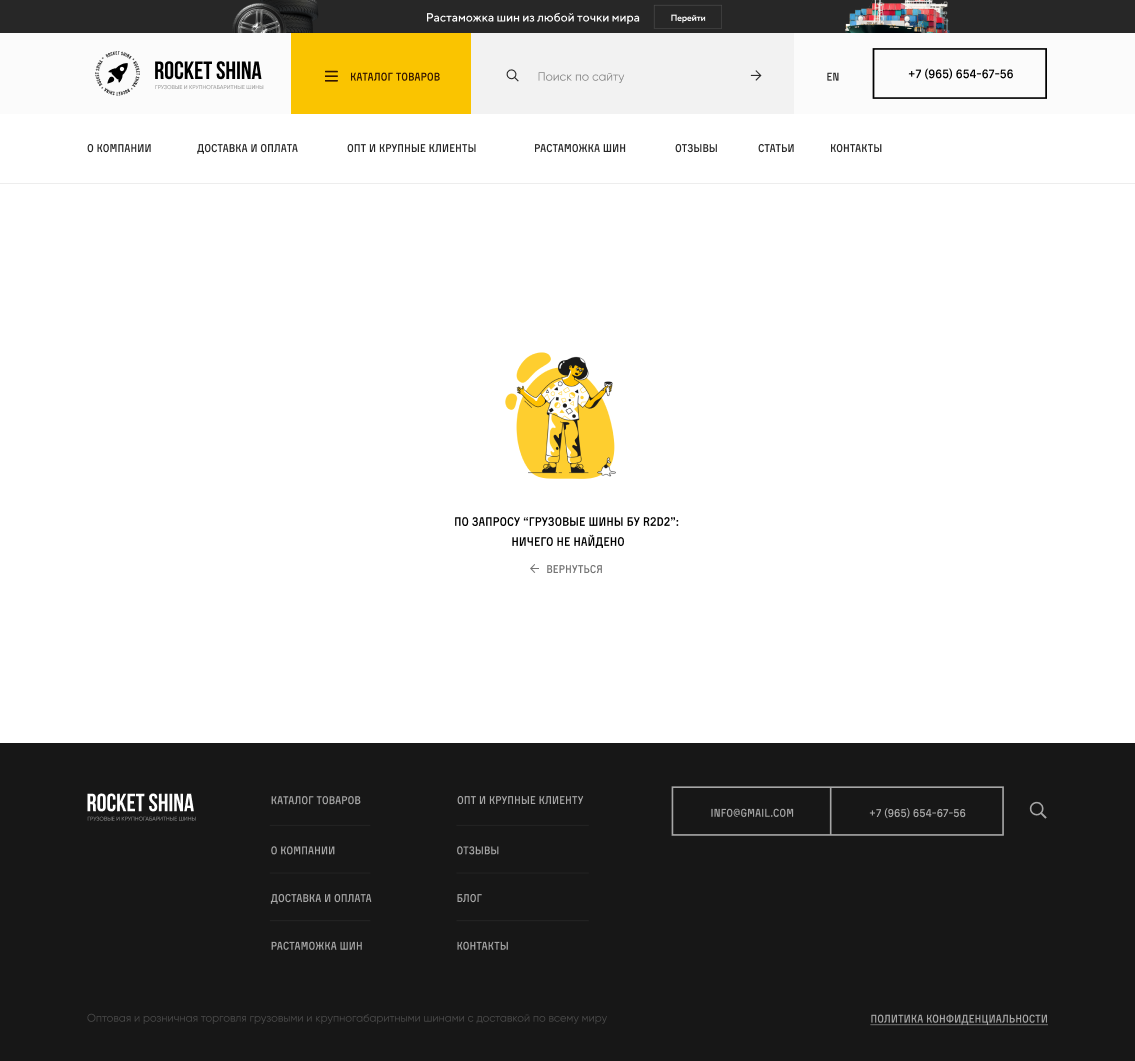 Растаможка шин из любой точки мира
Перейти
ROCKET SHINA
ГРУЗОВЫЕ И КРУПНОГАБАРИТНЫЕ ШИНЫ
КАТАЛОГ ТОВАРОВ
Поиск по сайту
EN
+7 (965) 654-67-56
О КОМПАНИИ
ДОСТАВКА И ОПЛАТА
ОПТ И КРУПНЫЕ КЛИЕНТЫ
РАСТАМОЖКА ШИН
ОТЗЫВЫ
СТАТЬИ
КОНТАКТЫ
ПО ЗАПРОСУ “ГРУЗОВЫЕ ШИНЫ БУ R2D2”:
НИЧЕГО НЕ НАЙДЕНО
ВЕРНУТЬСЯ
ROCKET SHINA
ГРУЗОВЫЕ И КРУПНОГАБАРИТНЫЕ ШИНЫ
КАТАЛОГ ТОВАРОВ
О КОМПАНИИ
ДОСТАВКА И ОПЛАТА
РАСТАМОЖКА ШИН
ОПТ И КРУПНЫЕ КЛИЕНТУ
ОТЗЫВЫ
БЛОГ
КОНТАКТЫ
INFO@GMAIL.COM
+7 (965) 654-67-56
Оптовая и розничная торговля грузовыми и крупногабаритными шинами с доставкой по всему миру
ПОЛИТИКА КОНФИДЕНЦИАЛЬНОСТИ